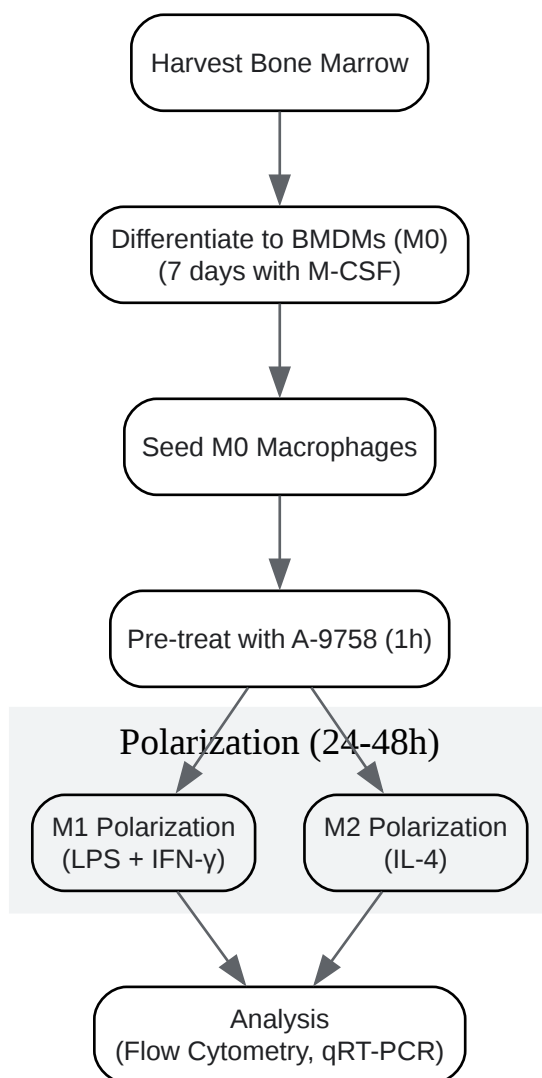 Harvest Bone Marrow
Differentiate to BMDMs (M0)
(7 days with M-CSF)
Seed M0 Macrophages
Pre-treat with A-9758 (1h)
Polarization (24-48h)
M1 Polarization
(LPS + IFN-γ)
M2 Polarization
(IL-4)
Analysis
(Flow Cytometry, qRT-PCR)